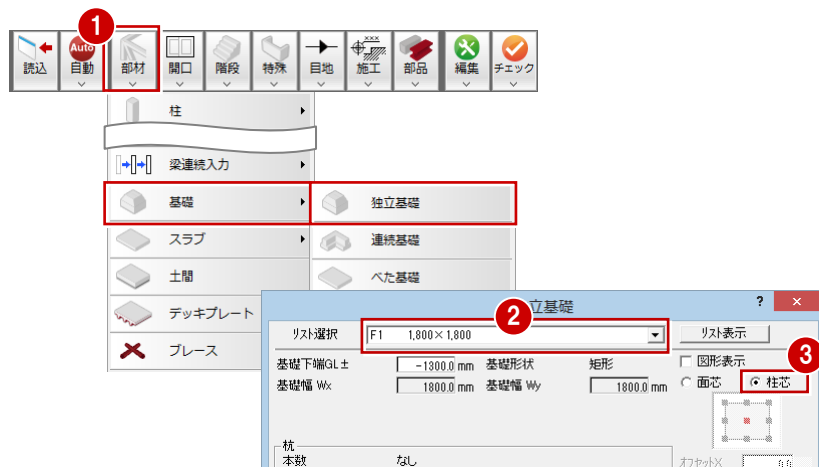 1
Auto
×××
読込 自動 部材 開口 階段 特殊 目地 施工 部品 編集 チェック
柱
梁連続入力
基礎 独立基礎
スラブ 連続基礎
土間 べた基礎
デッキプレート
ブレース
立基礎 ? ×
2
リスト選択 F1 1,800×1,800 リスト表示
3
基礎下端GL± -1300.0 mm 基礎形状 矩形 図形表示
基礎幅 Wx 1800.0 mm 基礎幅 Wy 1800.0 mm 面芯 柱芯
杭
本数 なし
オフセットX 0.0